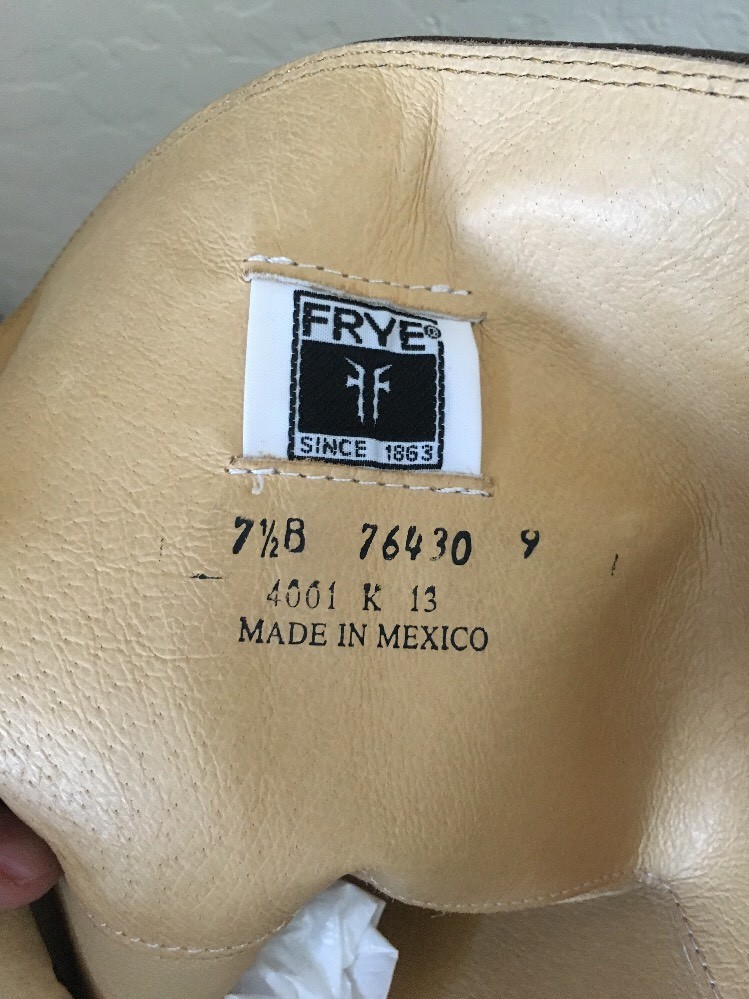 FRYE®
SINCE 1863
7½B 76430 9
4001 K 13
MADE IN MEXICO